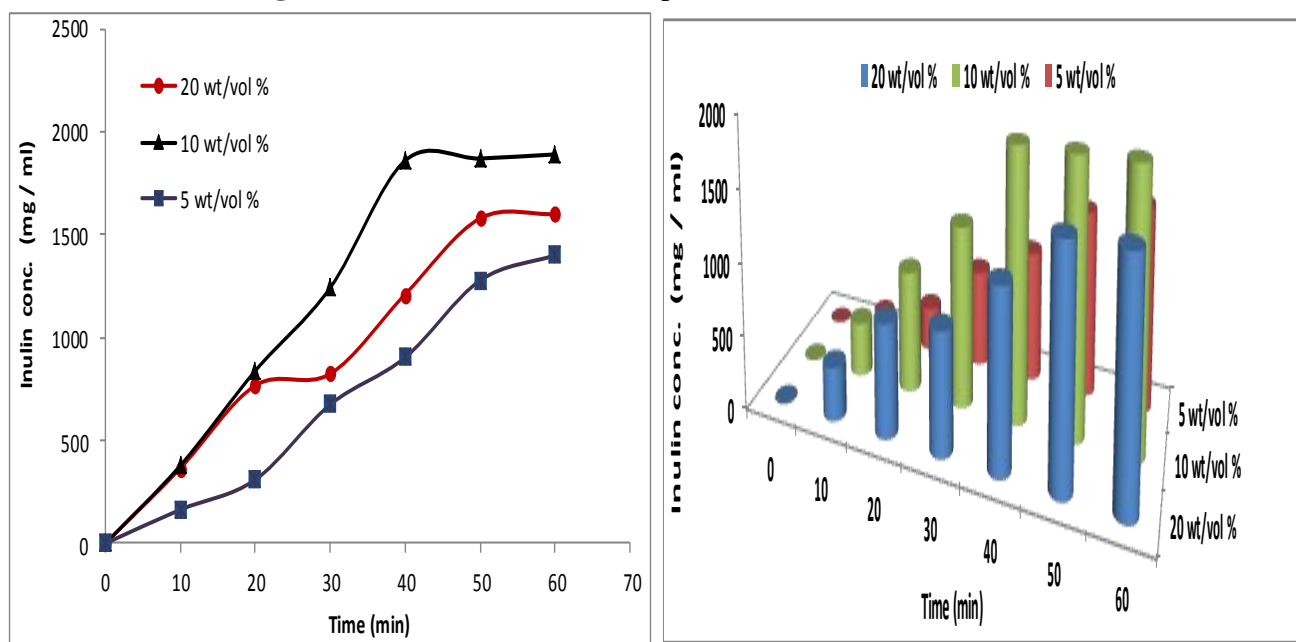 2500
2000
1500
1000
500
0
0 10 20 30 40 50 60 70
Time (min)
Inulin conc. (mg / ml)
20 wt/vol %
10 wt/vol %
5 wt/vol %
20 wt/vol % 10 wt/vol % 5 wt/vol %
2000
1500
1000
500
0
Inulin conc. (mg / ml)
0
10
20
30
40
50
60
Time (min)
5 wt/vol %
10 wt/vol %
20 wt/vol %